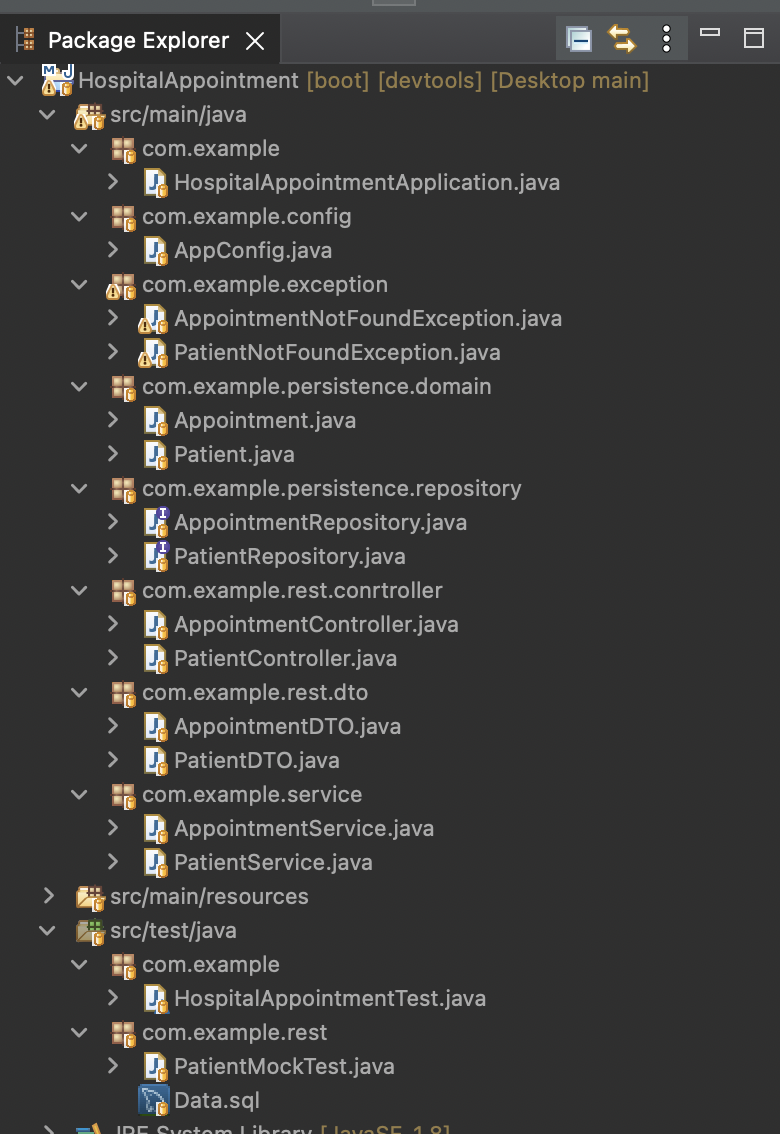 Package Explorer
HospitalAppointment [boot] [devtools] [Desktop main]
src/main/java
com.example
HospitalAppointmentApplication.java
com.example.config
AppConfig.java
com.example.exception
AppointmentNotFoundException.java
PatientNotFoundException.java
com.example.persistence.domain
Appointment.java
Patient.java
com.example.persistence.repository
AppointmentRepository.java
PatientRepository.java
com.example.rest.conrtroller
AppointmentController.java
PatientController.java
com.example.rest.dto
AppointmentDTO.java
PatientDTO.java
com.example.service
AppointmentService.java
PatientService.java
src/main/resources
src/test/java
com.example
HospitalAppointmentTest.java
com.example.rest
PatientMockTest.java
Data.sql
JRE System Library [JavaSE-1.8]